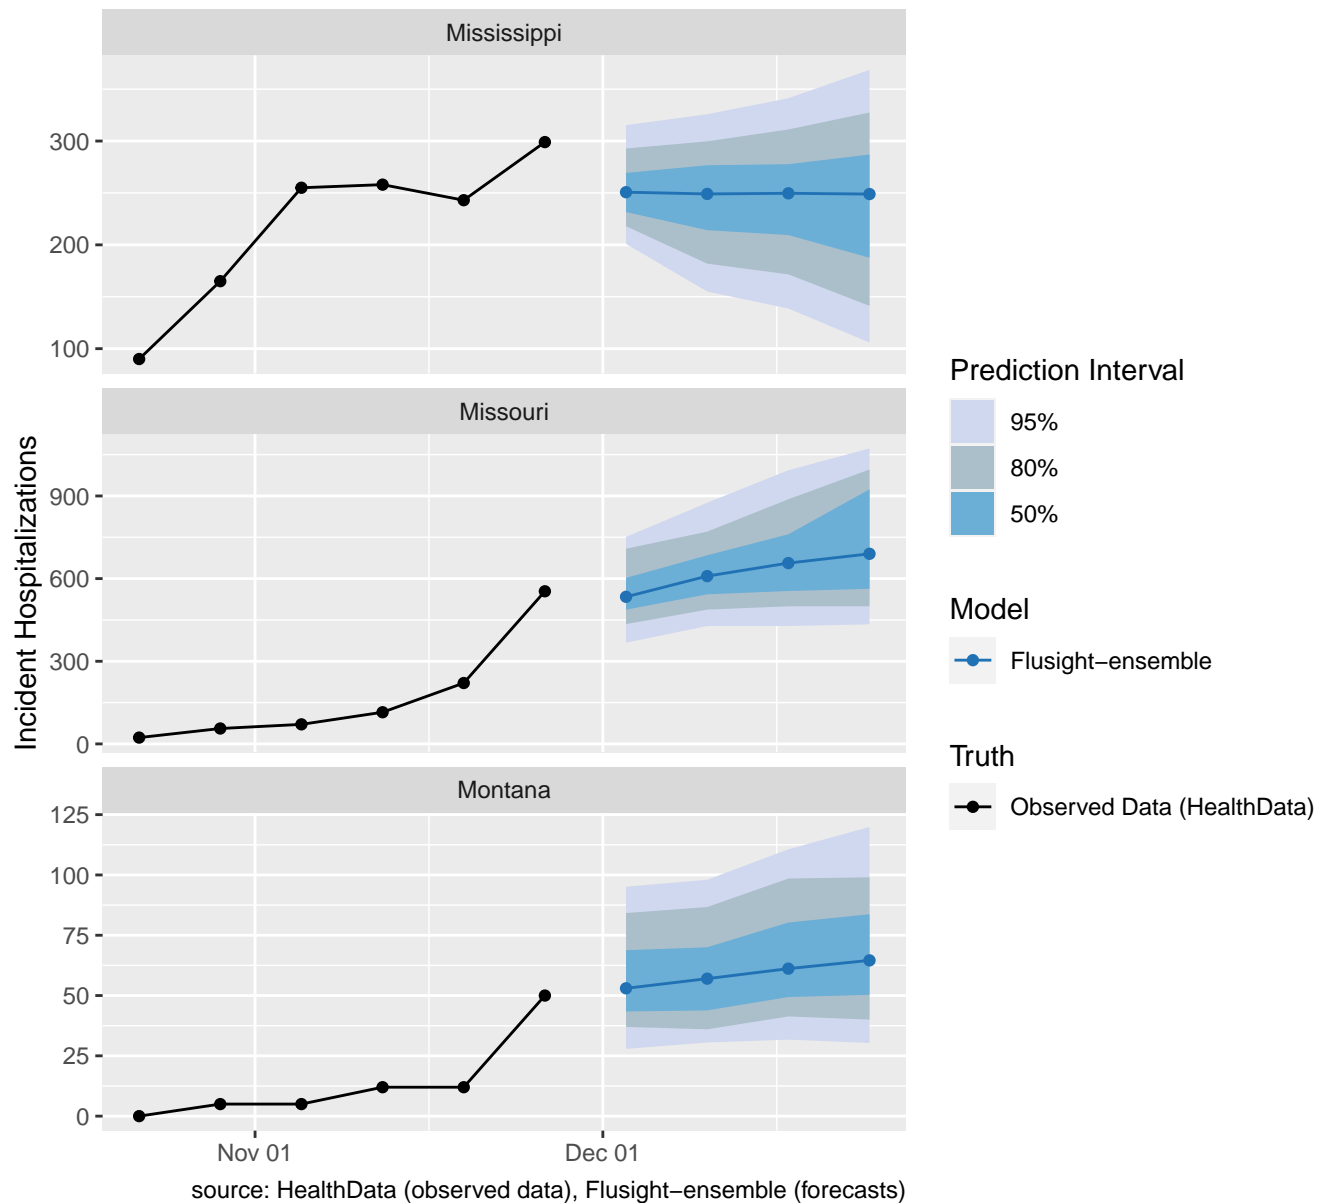 Mississippi
300
200
100
Missouri
900
600
300
0
Montana
125
100
75
50
25
0
Nov 01
Dec 01
Incident Hospitalizations
source: HealthData (observed data), Flusight−ensemble (forecasts)
Prediction Interval
95%
80%
50%
Model
Flusight−ensemble
Truth
Observed Data (HealthData)